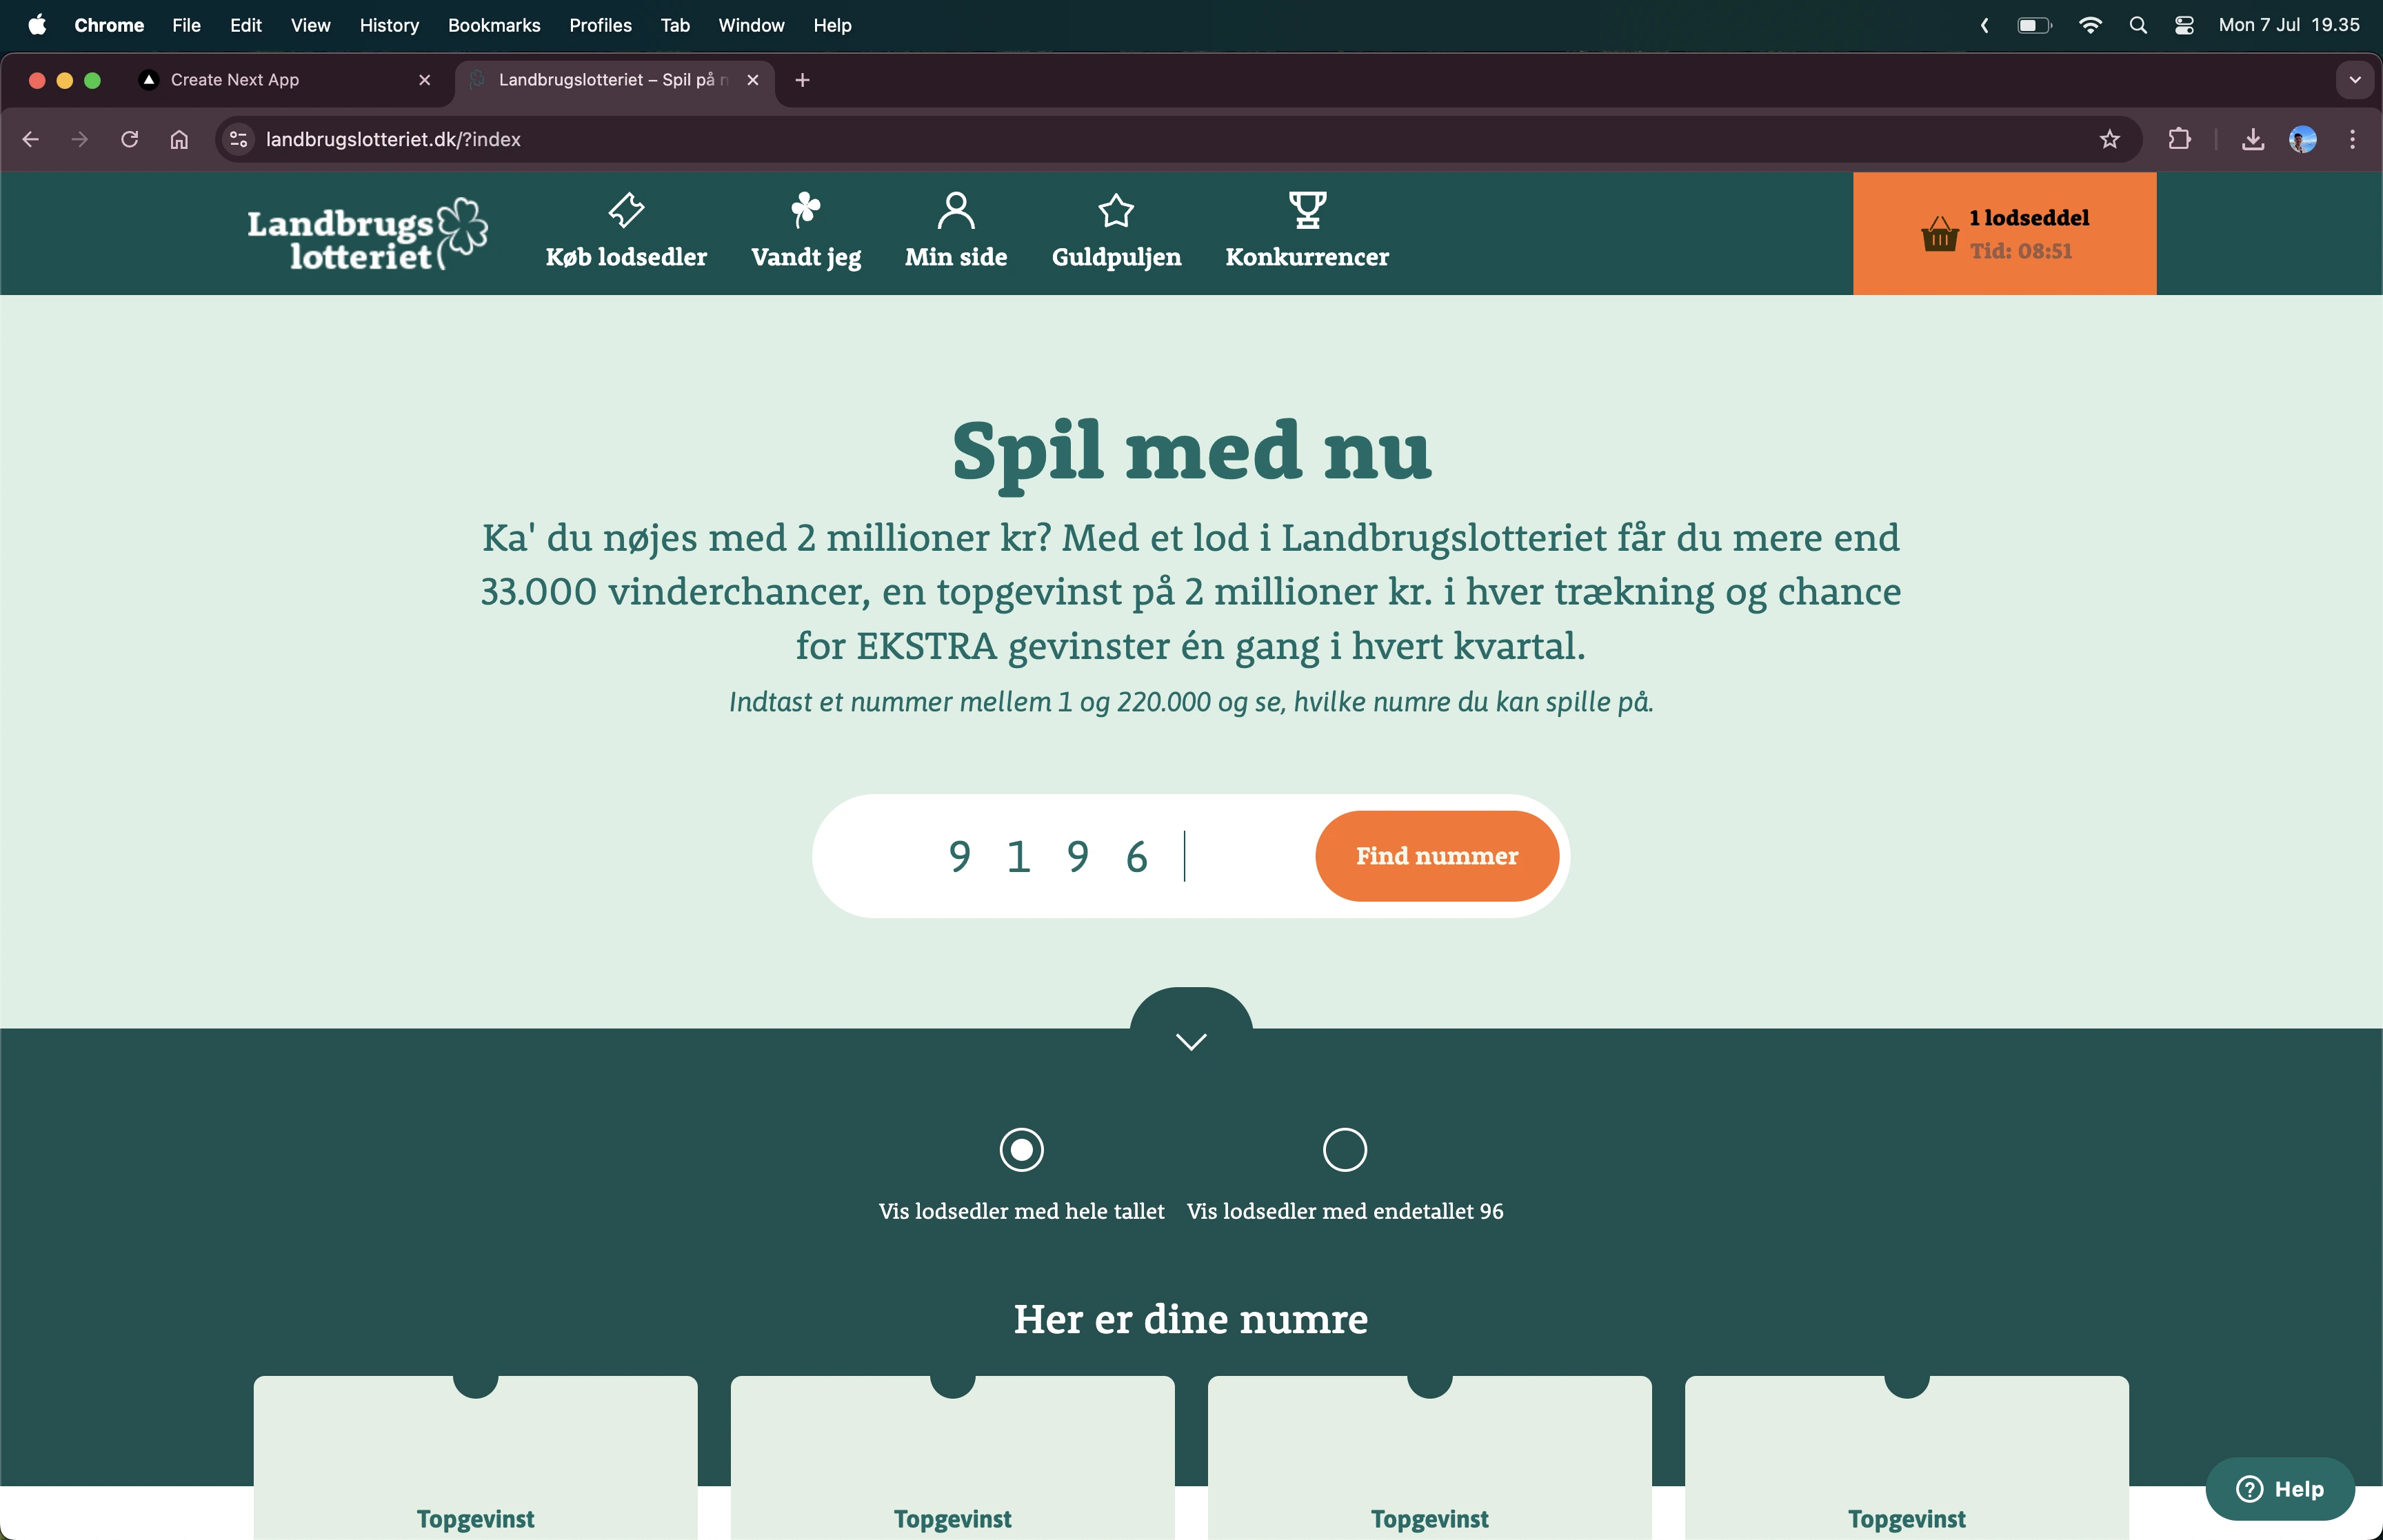 Chrome File Edit View History Bookmarks Profiles Tab Window Help Mon 7 Jul 19.35
Create Next App Landbrugslotteriet – Spil på n
landbrugslotteriet.dk/?index
Landbrugs
lotteriet
Køb lodsedler Vandt jeg Min side Guldpuljen Konkurrencer
1 lodseddel
Tid: 08:51
Spil med nu
Ka' du nøjes med 2 millioner kr? Med et lod i Landbrugslotteriet får du mere end
33.000 vinderchancer, en topgevinst på 2 millioner kr. i hver trækning og chance
for EKSTRA gevinster én gang i hvert kvartal.
Indtast et nummer mellem 1 og 220.000 og se, hvilke numre du kan spille på.
9 1 9 6 Find nummer
Vis lodsedler med hele tallet Vis lodsedler med endetallet 96
Her er dine numre
Topgevinst Topgevinst Topgevinst Topgevinst
Help